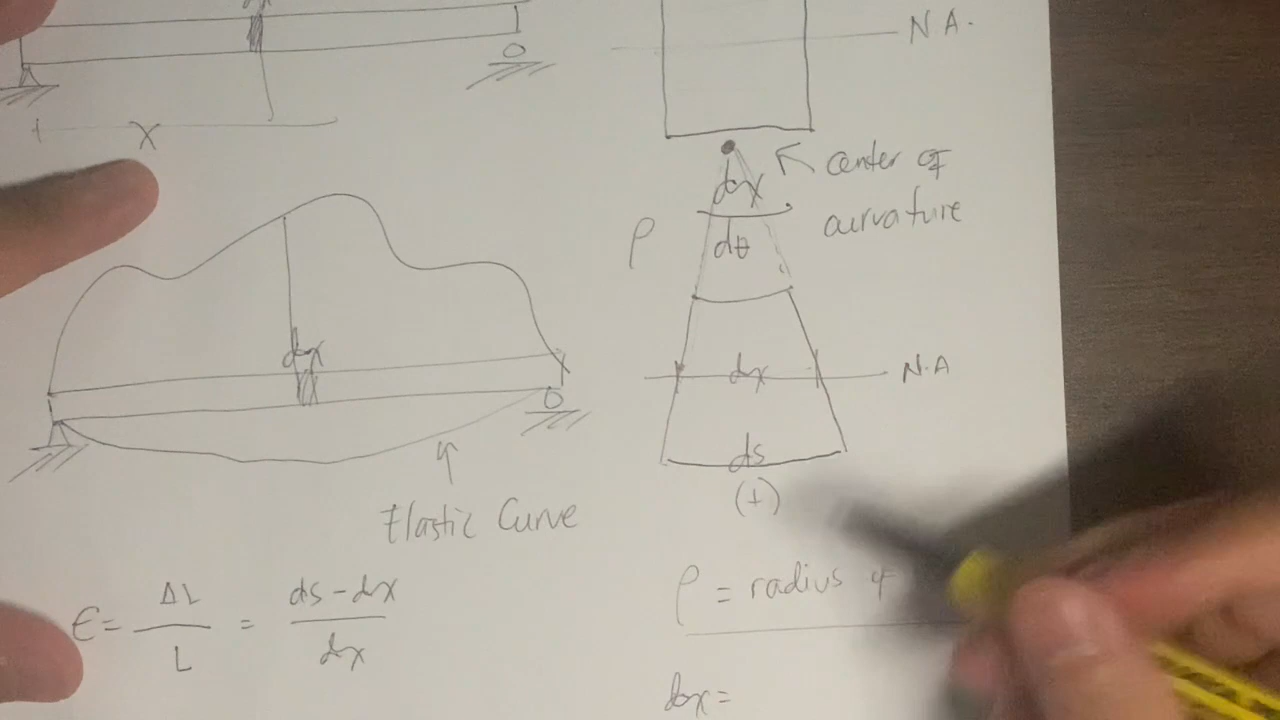 N A.
X
dx
center of
curvature
ρ
dθ
dx
dx
N.A
ds
(+)
Elastic Curve
ϵ = ΔL / L = ds - dx / dx
ρ = radius of
dx =